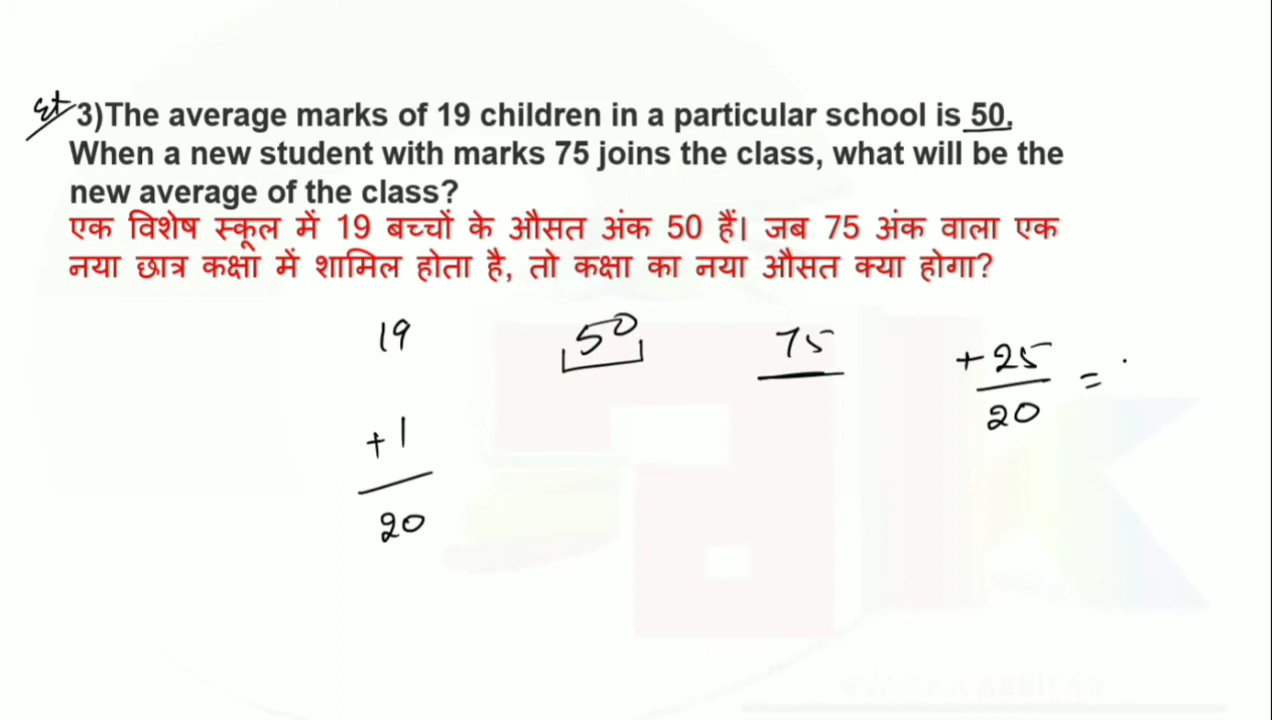 3)The average marks of 19 children in a particular school is 50.
When a new student with marks 75 joins the class, what will be the
new average of the class?
एक विशेष स्कूल में 19 बच्चों के औसत अंक 50 हैं। जब 75 अंक वाला एक
नया छात्र कक्षा में शामिल होता है, तो कक्षा का नया औसत क्या होगा?
19 50 75 +25 =
20
+1
20